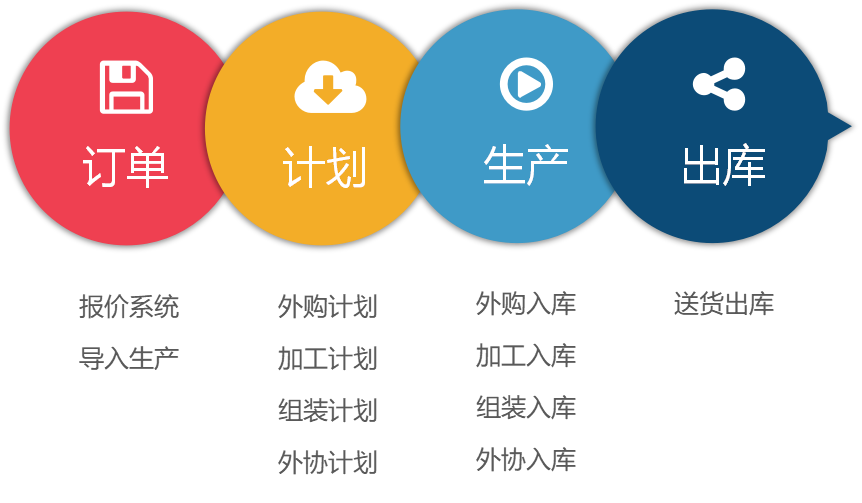 订单
计划
生产
出库
报价系统
导入生产
外购计划
加工计划
组装计划
外协计划
外购入库
加工入库
组装入库
外协入库
送货出库